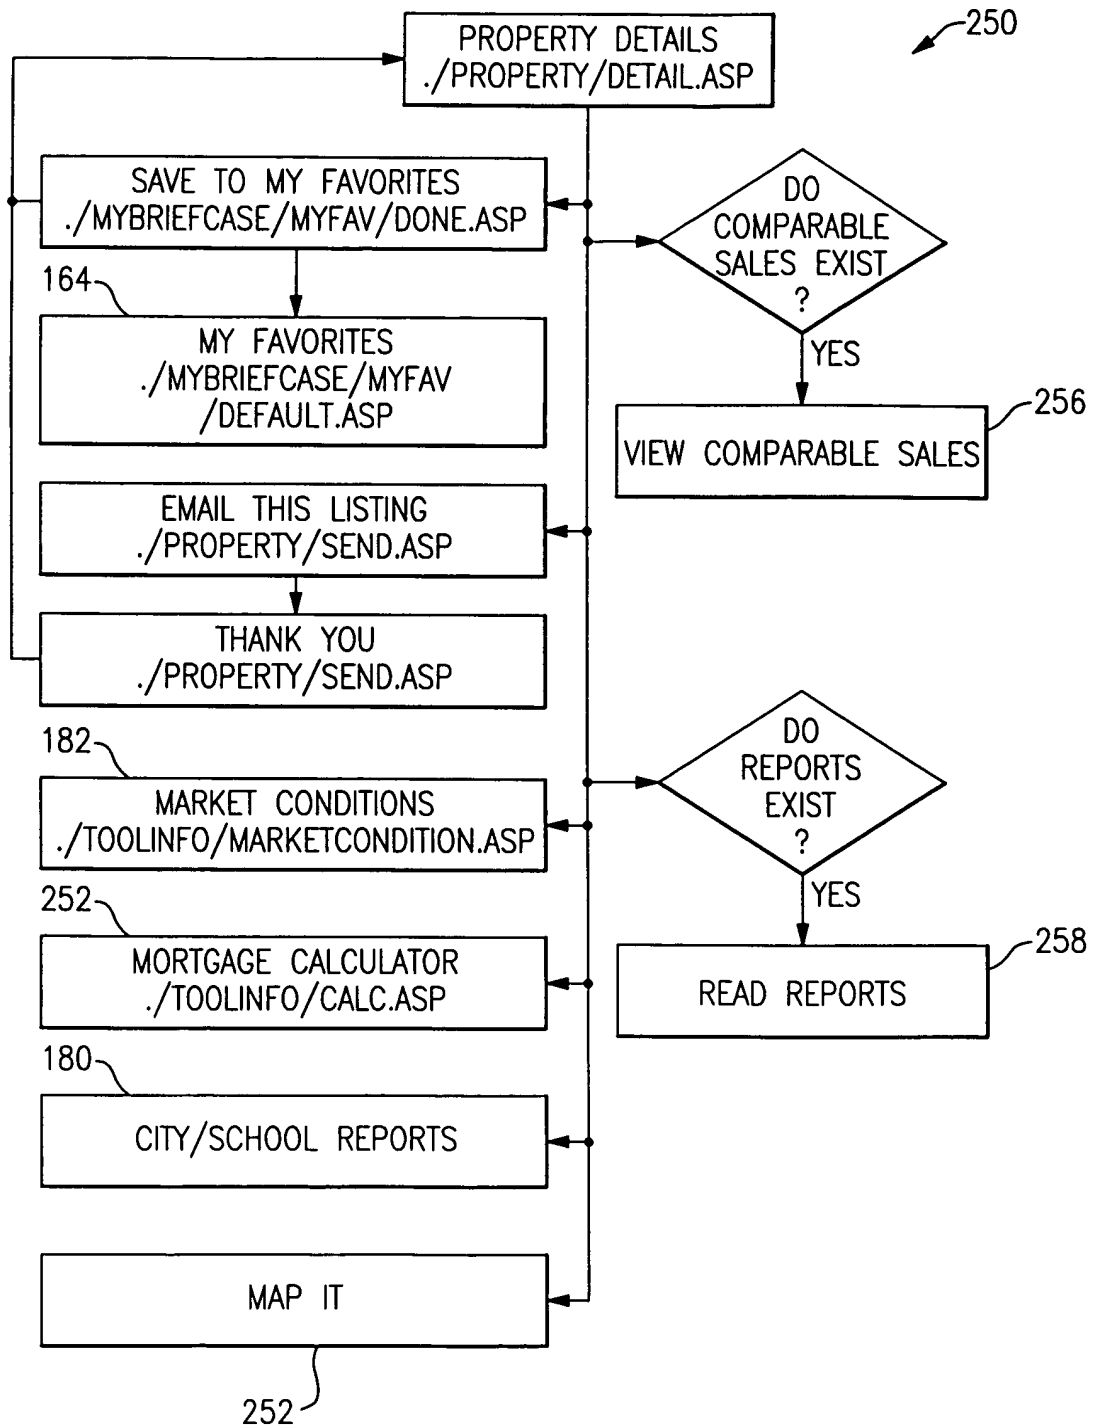 250
PROPERTY DETAILS
./PROPERTY/DETAIL.ASP
SAVE TO MY FAVORITES
./MYBRIEFCASE/MYFAV/DONE.ASP
DO
COMPARABLE
SALES EXIST
?
YES
164
MY FAVORITES
./MYBRIEFCASE/MYFAV
/DEFAULT.ASP
256
VIEW COMPARABLE SALES
EMAIL THIS LISTING
./PROPERTY/SEND.ASP
THANK YOU
./PROPERTY/SEND.ASP
182
MARKET CONDITIONS
./TOOLINFO/MARKETCONDITION.ASP
DO
REPORTS
EXIST
?
YES
252
MORTGAGE CALCULATOR
./TOOLINFO/CALC.ASP
258
READ REPORTS
180
CITY/SCHOOL REPORTS
MAP IT
252